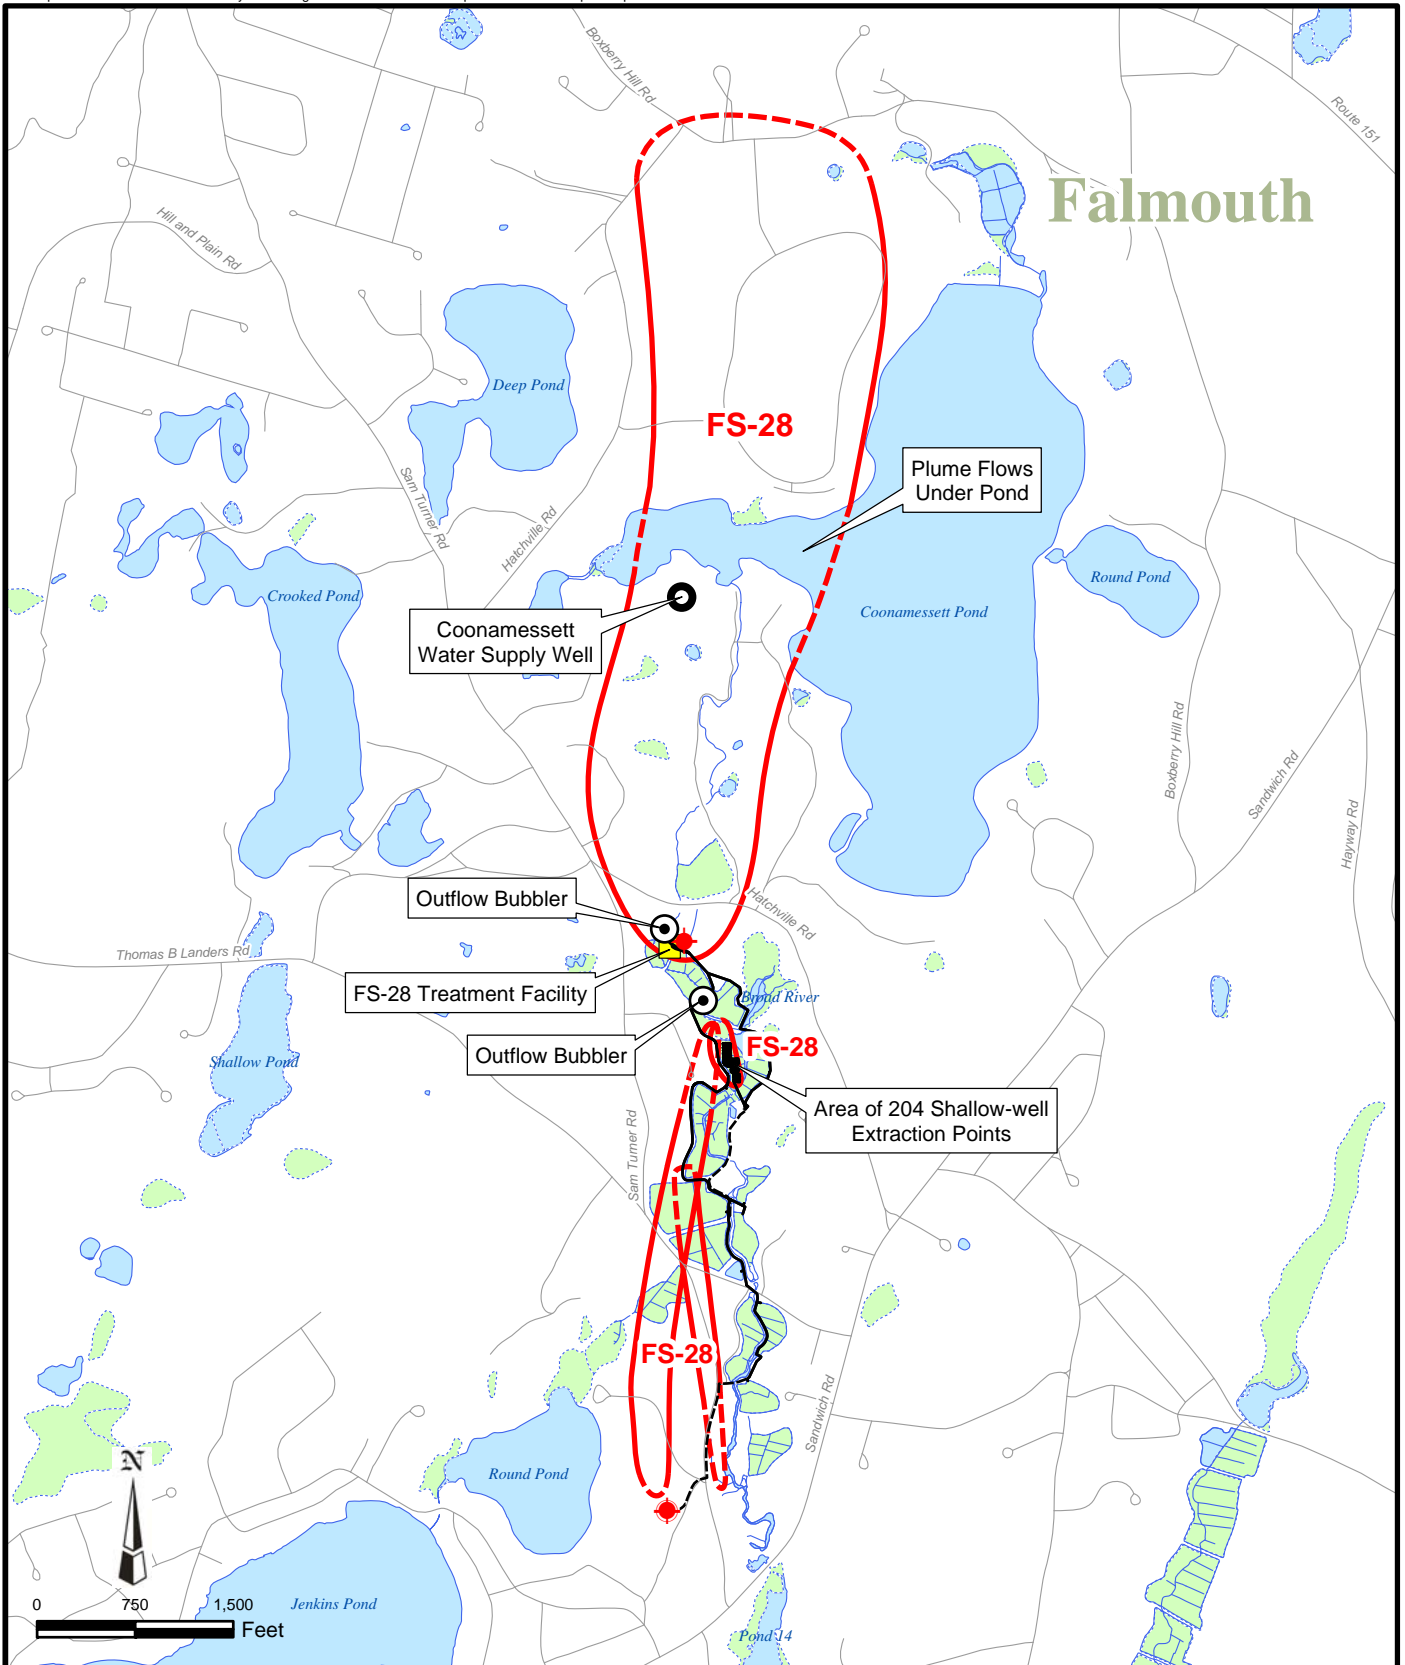 Boxberry Hill Rd
Route 151
Falmouth
Hill and Plain Rd
Deep Pond
FS-28
Plume Flows
Under Pond
Sam Turner Rd
Hatchville Rd
Round Pond
Crooked Pond
Coonamessett Pond
Coonamessett
Water Supply Well
Boxberry Hill Rd
Sandwich Rd
Hayway Rd
Outflow Bubbler
Hatchville Rd
Thomas B Landers Rd
FS-28 Treatment Facility
Broad River
Outflow Bubbler
FS-28
Shallow Pond
Area of 204 Shallow-well
Extraction Points
Sam Turner Rd
FS-28
Sandwich Rd
N
Round Pond
0 750 1,500
Feet
Jenkins Pond
Pond 14